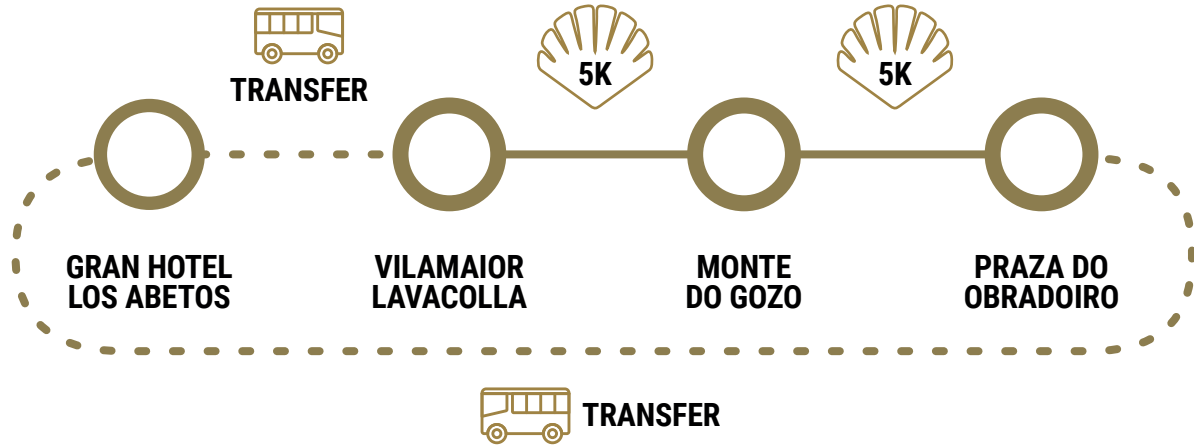 TRANSFER
5K
5K
GRAN HOTEL
LOS ABETOS
VILAMAIOR
LAVACOLLA
MONTE
DO GOZO
PRAZA DO
OBRADOIRO
TRANSFER